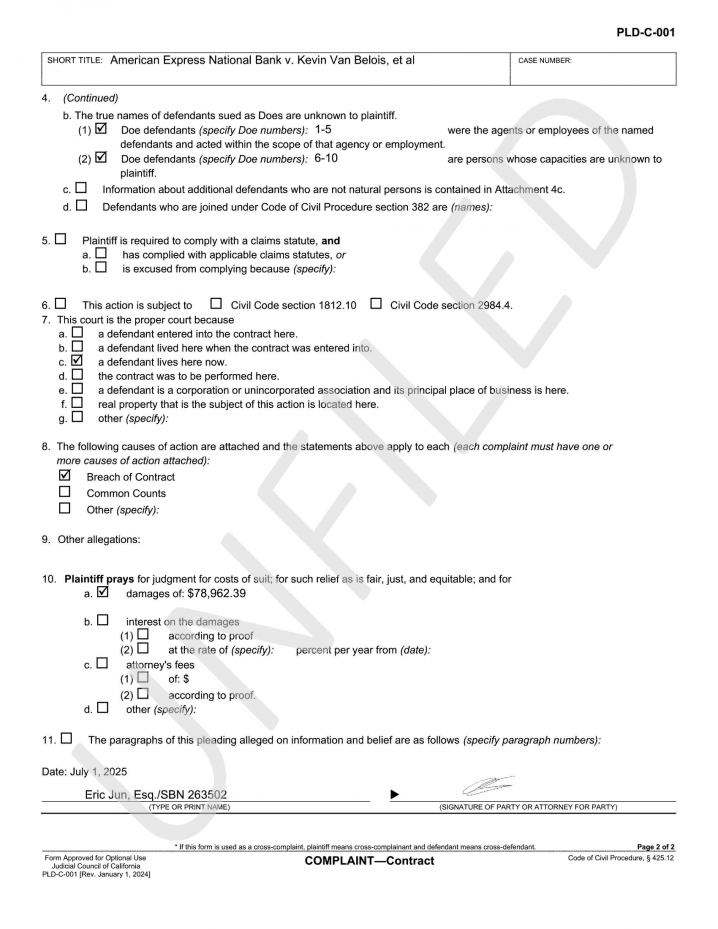 PLD-C-001
SHORT TITLE: American Express National Bank v. Kevin Van Belois, et al
CASE NUMBER:
4. (Continued)
b. The true names of defendants sued as Does are unknown to plaintiff.
(1) ☑ Doe defendants (specify Doe numbers): 1-5 were the agents or employees of the named
defendants and acted within the scope of that agency or employment.
(2) ☑ Doe defendants (specify Doe numbers): 6-10 are persons whose capacities are unknown to
plaintiff.
c. ☐ Information about additional defendants who are not natural persons is contained in Attachment 4c.
d. ☐ Defendants who are joined under Code of Civil Procedure section 382 are (names):
5. ☐ Plaintiff is required to comply with a claims statute, and
a. ☐ has complied with applicable claims statutes, or
b. ☐ is excused from complying because (specify):
6. ☐ This action is subject to ☐ Civil Code section 1812.10 ☐ Civil Code section 2984.4.
7. This court is the proper court because
a. ☐ a defendant entered into the contract here.
b. ☐ a defendant lived here when the contract was entered into.
c. ☑ a defendant lives here now.
d. ☐ the contract was to be performed here.
e. ☐ a defendant is a corporation or unincorporated association and its principal place of business is here.
f. ☐ real property that is the subject of this action is located here.
g. ☐ other (specify):
8. The following causes of action are attached and the statements above apply to each (each complaint must have one or
more causes of action attached):
☑ Breach of Contract
☐ Common Counts
☐ Other (specify):
9. Other allegations:
10. Plaintiff prays for judgment for costs of suit; for such relief as is fair, just, and equitable; and for
a. ☑ damages of: $78,962.39
b. ☐ interest on the damages
(1) ☐ according to proof
(2) ☐ at the rate of (specify): percent per year from (date):
c. ☐ attorney's fees
(1) ☐ of: $
(2) ☐ according to proof.
d. ☐ other (specify):
11. ☐ The paragraphs of this pleading alleged on information and belief are as follows (specify paragraph numbers):
Date: July 1, 2025
Eric Jun, Esq./SBN 263502
(TYPE OR PRINT NAME)
(SIGNATURE OF PARTY OR ATTORNEY FOR PARTY)
* If this form is used as a cross-complaint, plaintiff means cross-complainant and defendant means cross-defendant.
Page 2 of 2
Form Approved for Optional Use
Judicial Council of California
PLD-C-001 [Rev. January 1, 2024]
COMPLAINT—Contract
Code of Civil Procedure, § 425.12
UNFILED